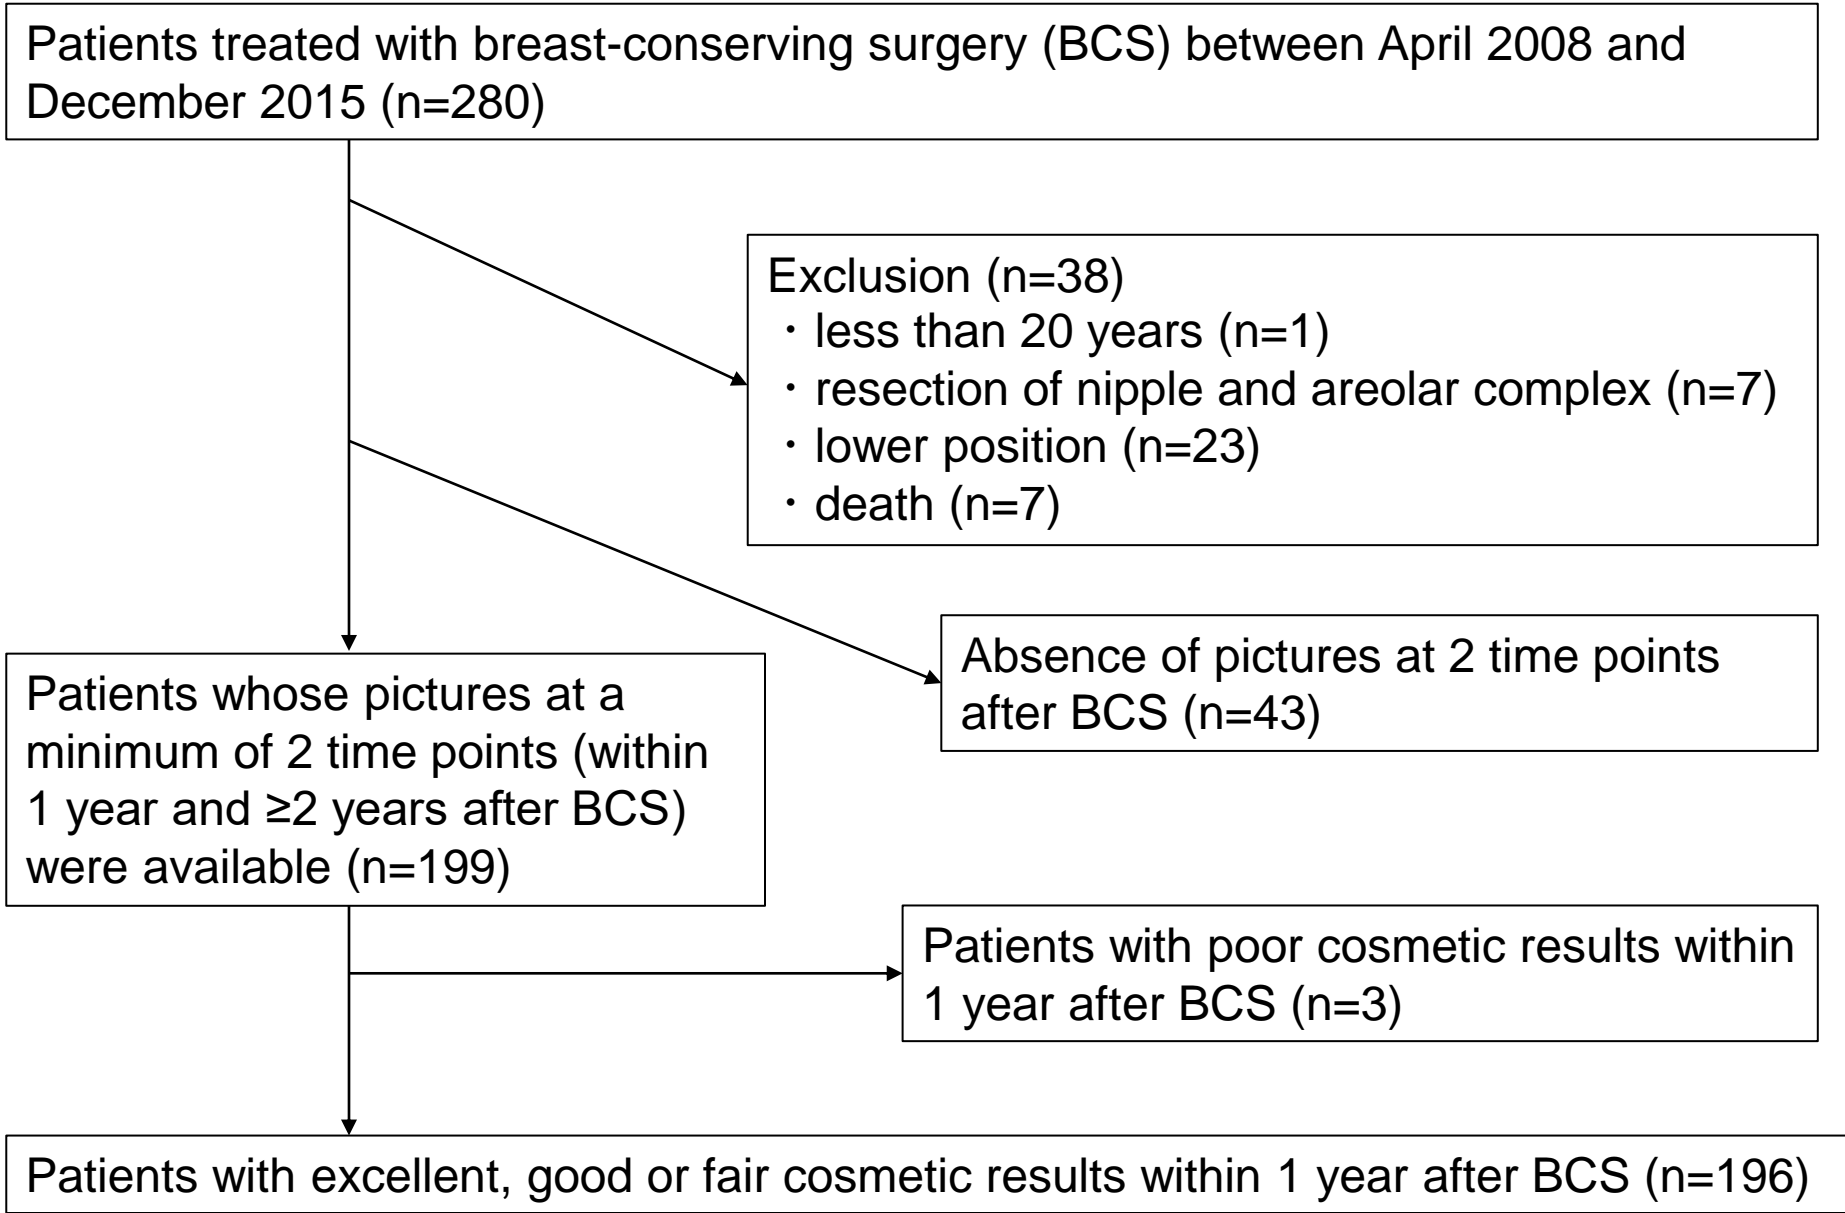 Patients treated with breast-conserving surgery (BCS) between April 2008 and
December 2015 (n=280)
Exclusion (n=38)
・less than 20 years (n=1)
・resection of nipple and areolar complex (n=7)
・lower position (n=23)
・death (n=7)
Absence of pictures at 2 time points
after BCS (n=43)
Patients whose pictures at a
minimum of 2 time points (within
1 year and ≥2 years after BCS)
were available (n=199)
Patients with poor cosmetic results within
1 year after BCS (n=3)
Patients with excellent, good or fair cosmetic results within 1 year after BCS (n=196)